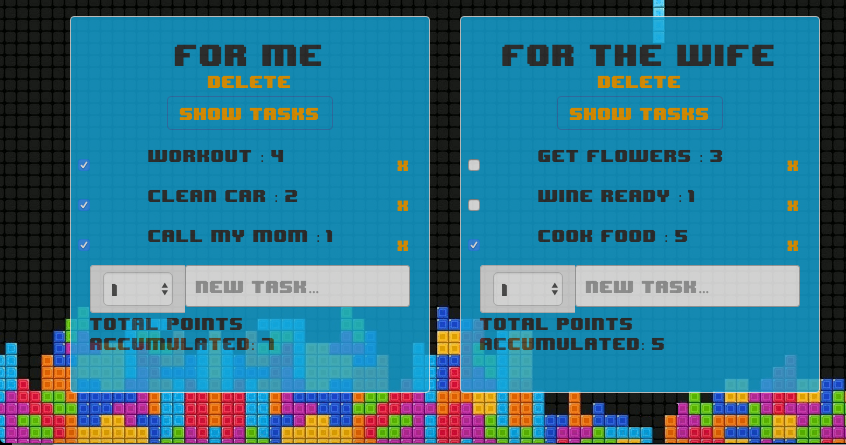 FOR ME
DELETE
SHOW TASKS
WORKOUT : 4
X
CLEAN CAR : 2
X
CALL MY MOM : 1
X
1
NEW TASK...
TOTAL POINTS
ACCUMULATED: 7
FOR THE WIFE
DELETE
SHOW TASKS
GET FLOWERS : 3
X
WINE READY : 1
X
COOK FOOD : 5
X
1
NEW TASK...
TOTAL POINTS
ACCUMULATED: 5